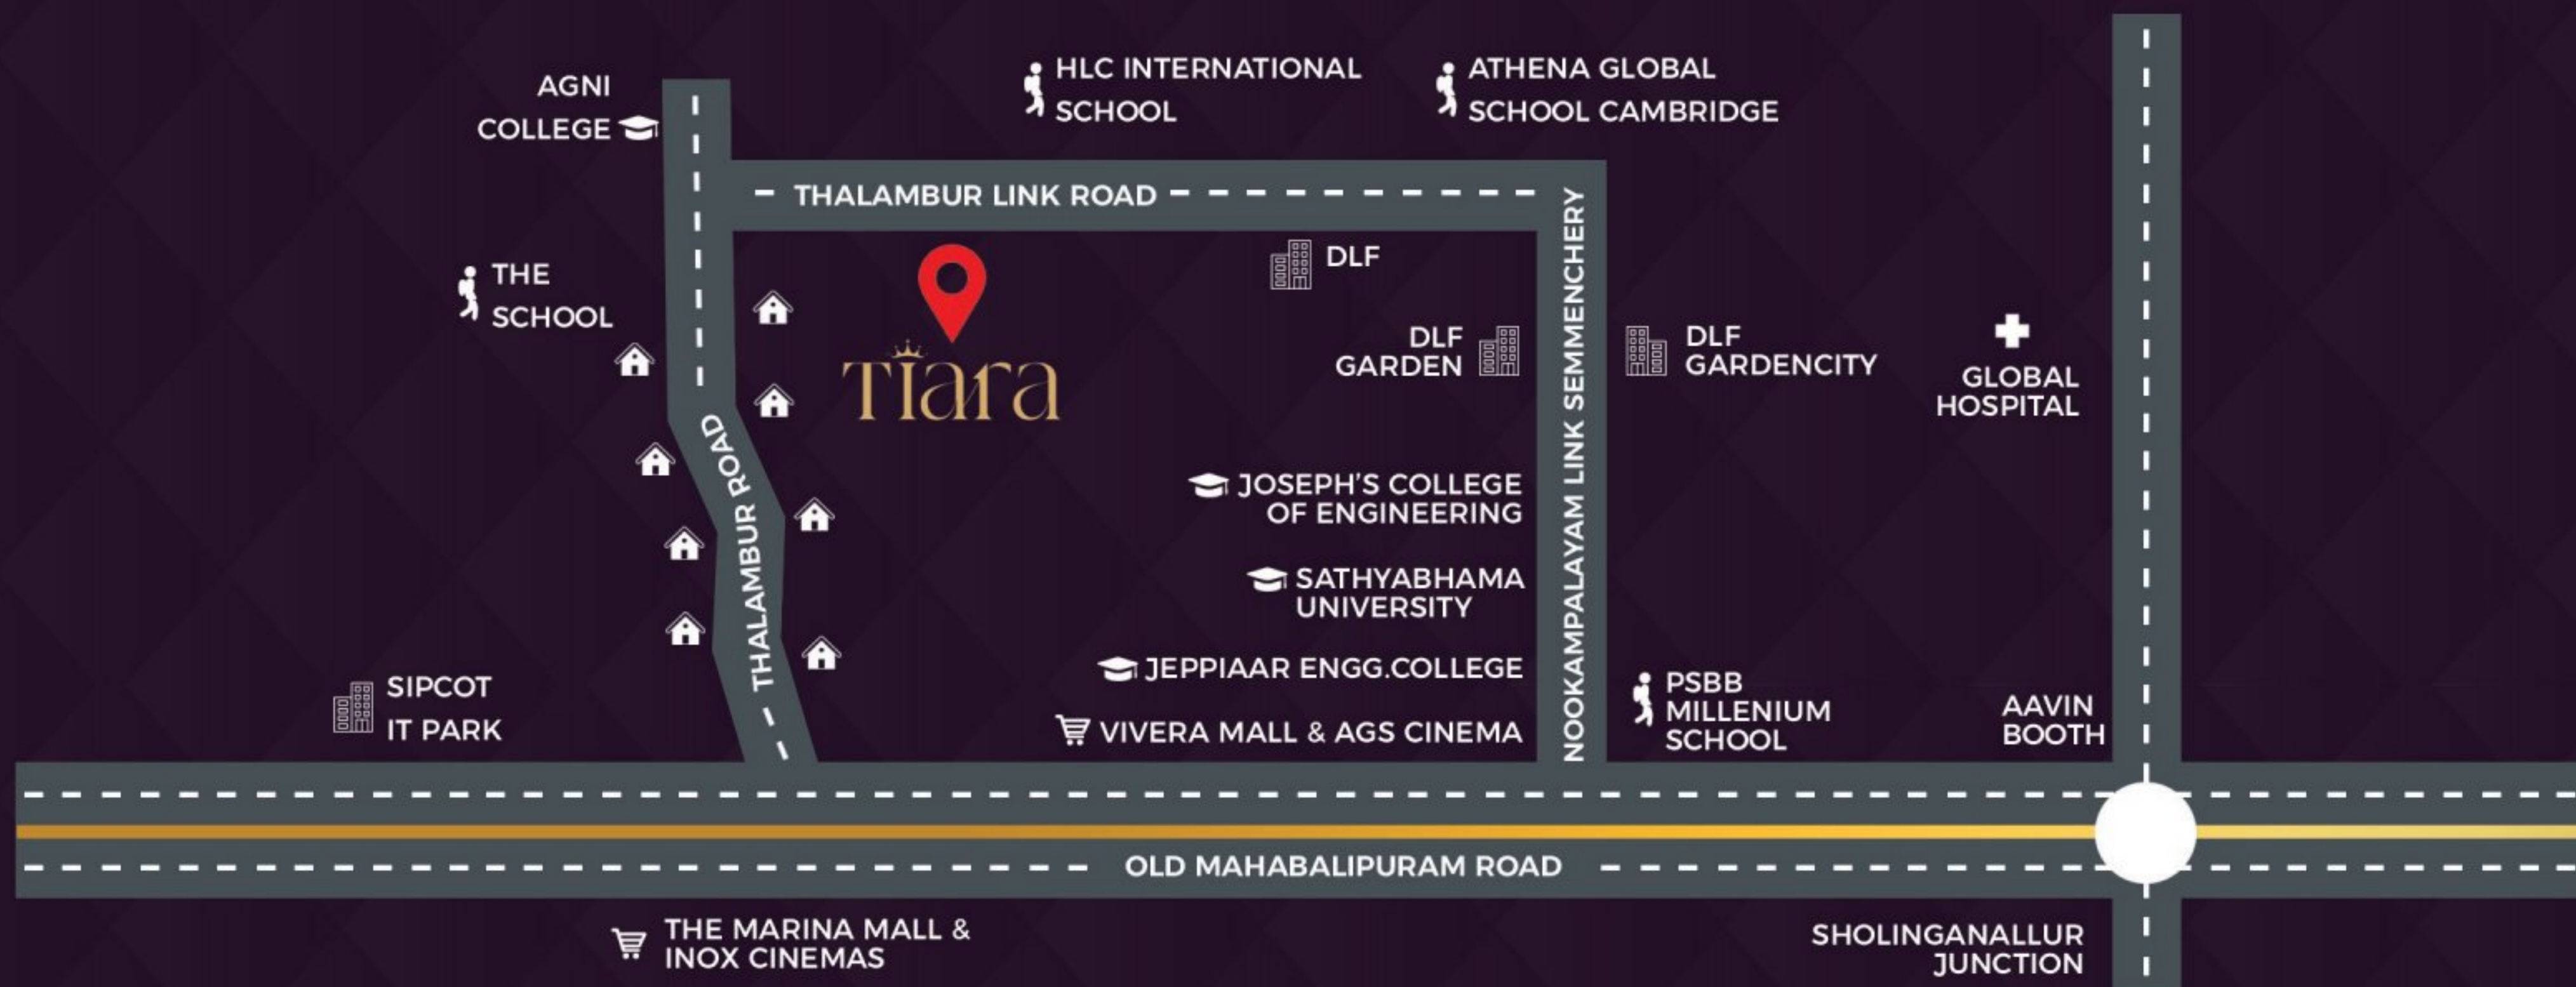 AGNI
COLLEGE
HLC INTERNATIONAL
SCHOOL
ATHENA GLOBAL
SCHOOL CAMBRIDGE
THALAMBUR LINK ROAD
THE
SCHOOL
Tiara
DLF
DLF
GARDEN
NOOKAMPALAYAM LINK SEMMENCHERY
DLF
GARDENCITY
GLOBAL
HOSPITAL
THALAMBUR ROAD
JOSEPH'S COLLEGE
OF ENGINEERING
SATHYABHAMA
UNIVERSITY
JEPPIAAR ENGG.COLLEGE
VIVERA MALL & AGS CINEMA
SIPCOT
IT PARK
PSBB
MILLENIUM
SCHOOL
AAVIN
BOOTH
OLD MAHABALIPURAM ROAD
THE MARINA MALL &
INOX CINEMAS
SHOLINGANALLUR
JUNCTION